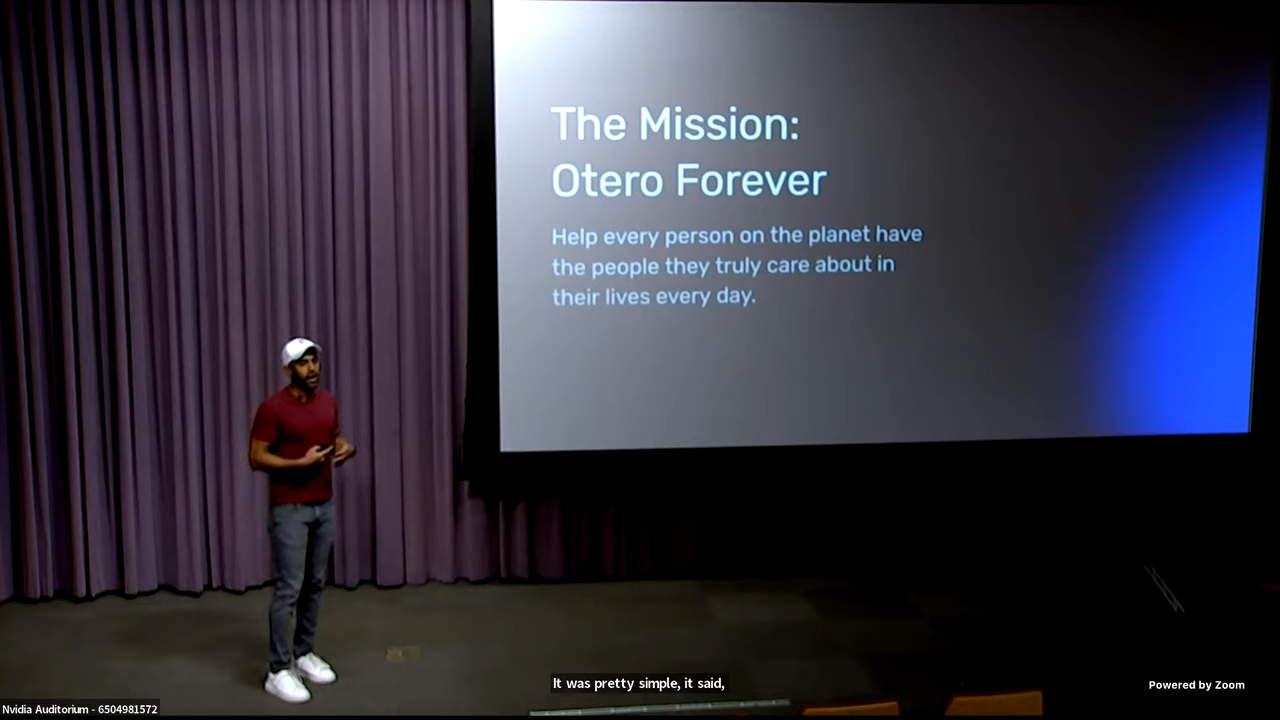 The Mission:
Otero Forever
Help every person on the planet have
the people they truly care about in
their lives every day.
It was pretty simple, it said,
Powered by Zoom
Nvidia Auditorium - 6504981572